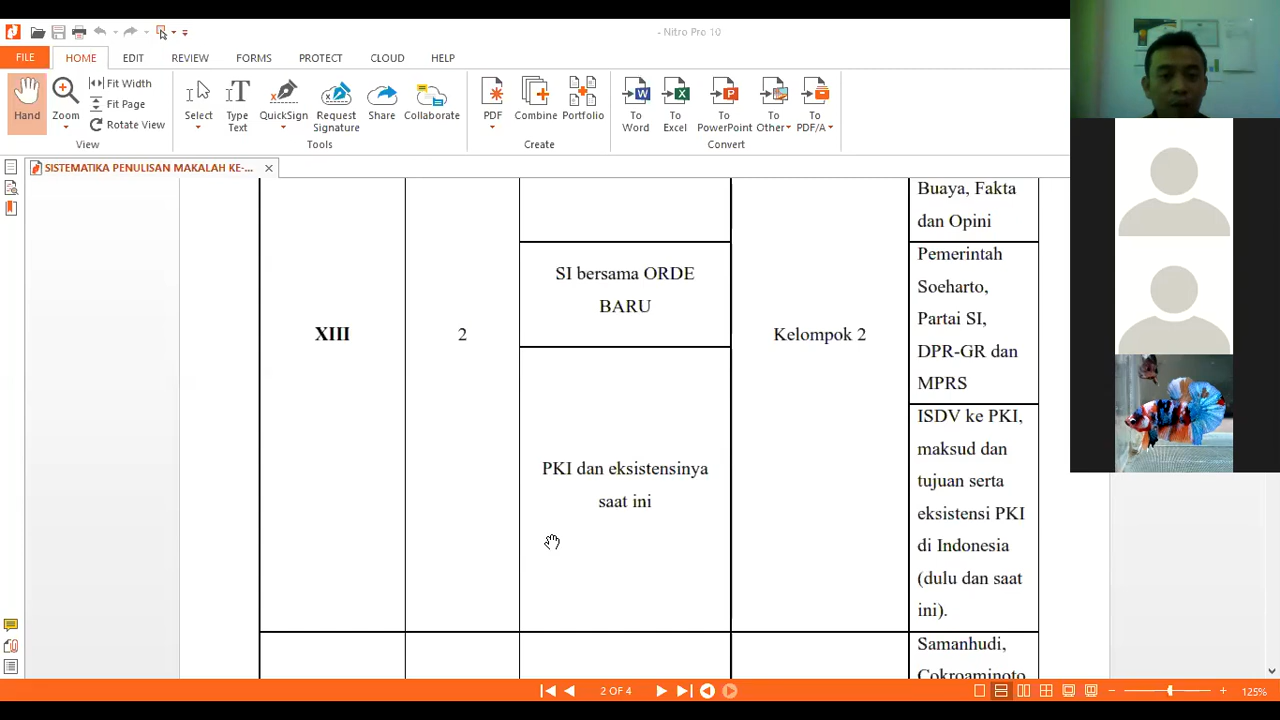 - Nitro Pro 10
FILE HOME EDIT REVIEW FORMS PROTECT CLOUD HELP
Hand
Zoom
Fit Width
Fit Page
Rotate View
View
Select
Type Text
QuickSign
Request Signature
Share
Collaborate
Tools
PDF
Combine
Portfolio
Create
To Word
To Excel
To PowerPoint
To Other
To PDF/A
Convert
SISTEMATIKA PENULISAN MAKALAH KE-...
Buaya, Fakta
dan Opini
XIII
2
SI bersama ORDE
BARU
Kelompok 2
Pemerintah
Soeharto,
Partai SI,
DPR-GR dan
MPRS
PKI dan eksistensinya
saat ini
ISDV ke PKI,
maksud dan
tujuan serta
eksistensi PKI
di Indonesia
(dulu dan saat
ini).
Samanhudi,
Cokroaminoto
2 OF 4
125%